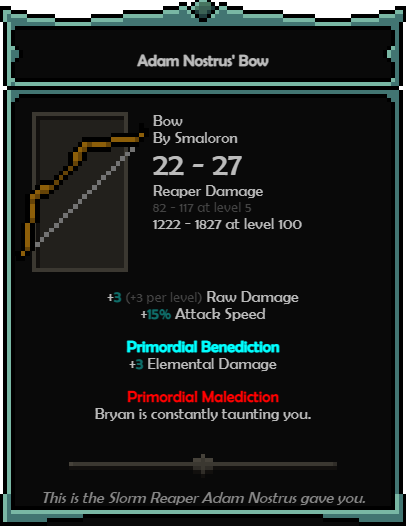 Adam Nostrus' Bow
Bow
By Smaloron
22 - 27
Reaper Damage
82 - 117 at level 5
1222 - 1827 at level 100
+3 (+3 per level) Raw Damage
+15% Attack Speed
Primordial Benediction
+3 Elemental Damage
Primordial Malediction
Bryan is constantly taunting you.
This is the Slorm Reaper Adam Nostrus gave you.